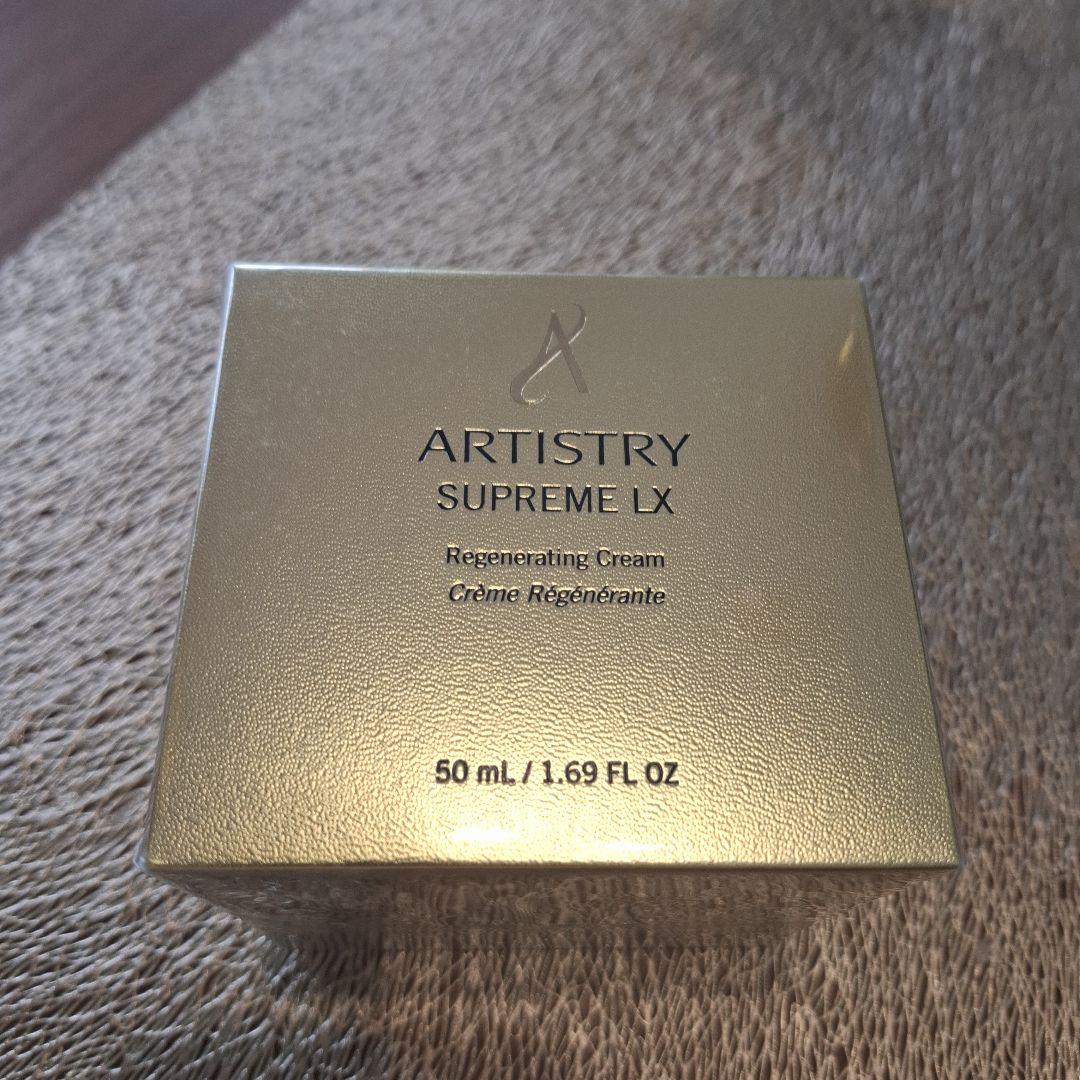 ARTISTRY
SUPREME LX
Regenerating Cream
Crème Régénérante
50 mL / 1.69 FL OZ